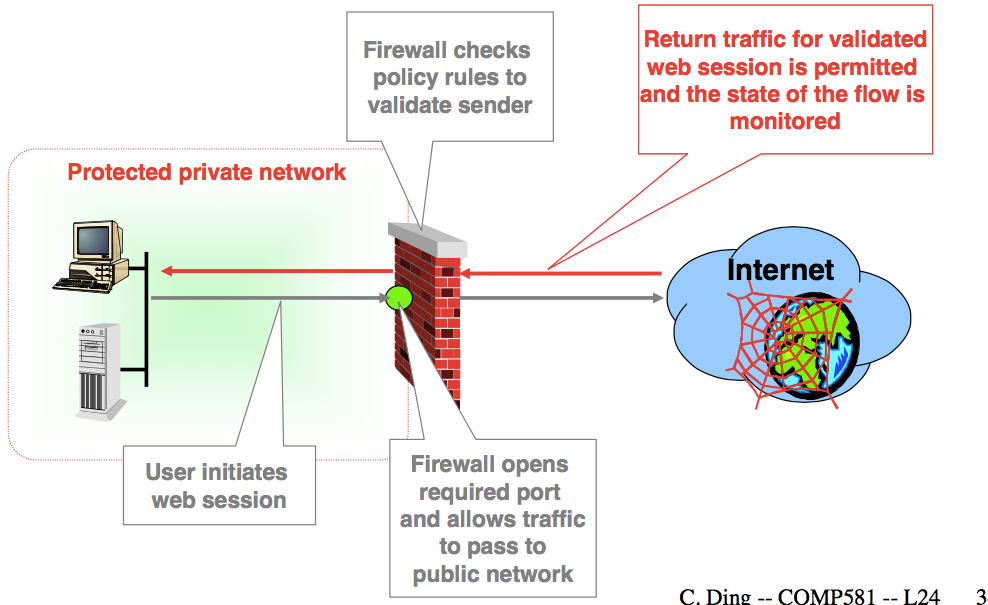 Firewall checks
policy rules to
validate sender
Return traffic for validated
web session is permitted
and the state of the flow is
monitored
Protected private network
Internet
User initiates
web session
Firewall opens
required port
and allows traffic
to pass to
public network
C. Ding -- COMP581 -- L24 3